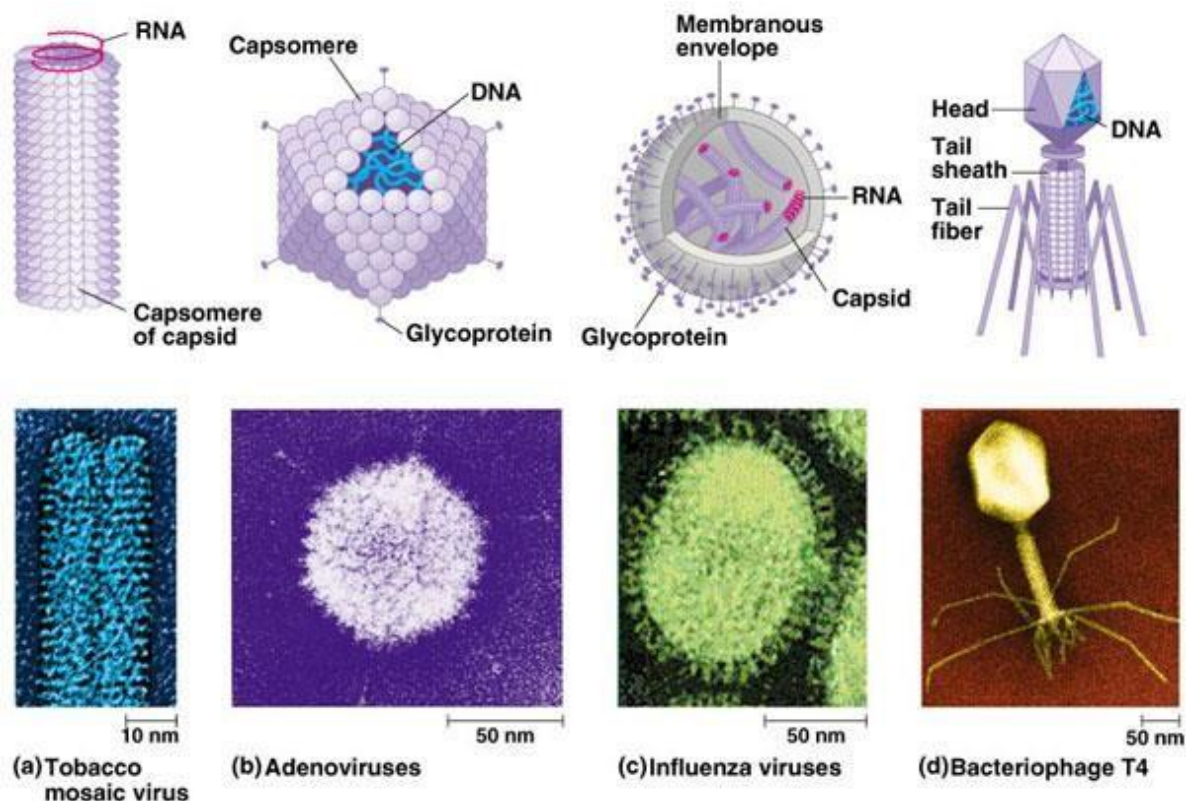 RNA
Capsomere
of capsid
Capsomere
DNA
Glycoprotein
Membranous
envelope
RNA
Capsid
Glycoprotein
Head
DNA
Tail
sheath
Tail
fiber
10 nm
50 nm
50 nm
50 nm
(a) Tobacco
mosaic virus
(b) Adenoviruses
(c) Influenza viruses
(d) Bacteriophage T4